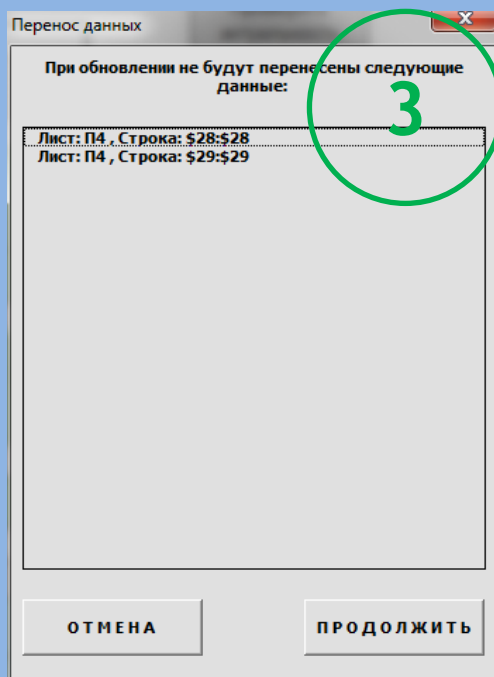 Перенос данных
X
При обновлении не будут перенесены следующие
данные:
3
Лист: П4 , Строка: $28:$28
Лист: П4 , Строка: $29:$29
ОТМЕНА
ПРОДОЛЖИТЬ